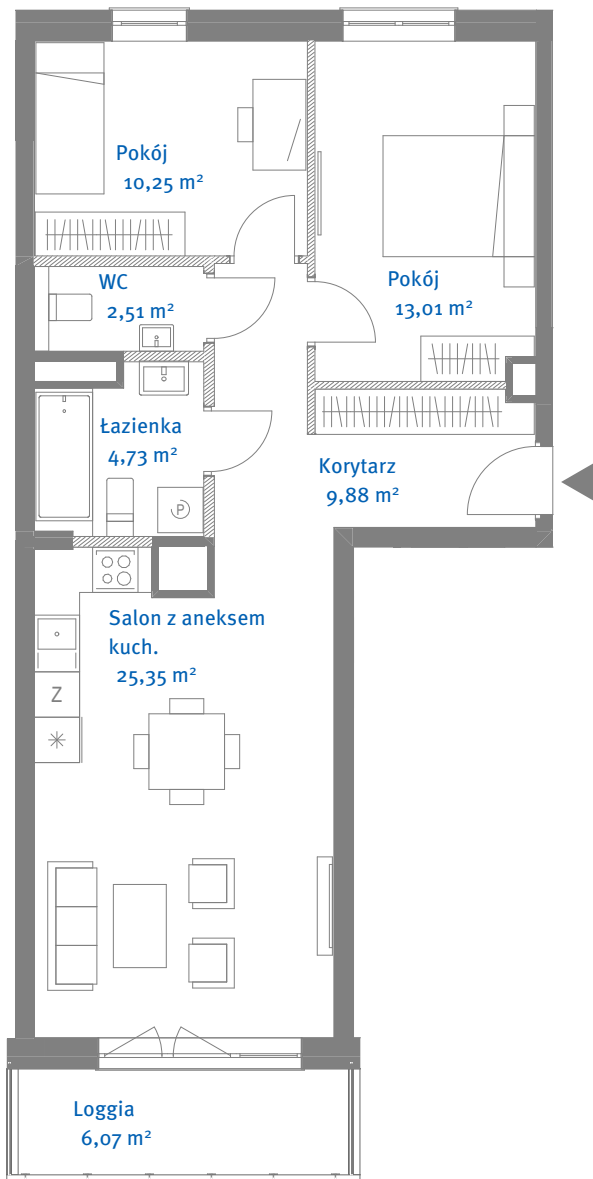 Pokój
10,25 m²
WC
2,51 m²
Pokój
13,01 m²
Łazienka
4,73 m²
Korytarz
9,88 m²
P
Salon z aneksem
kuch.
25,35 m²
Z
Loggia
6,07 m²